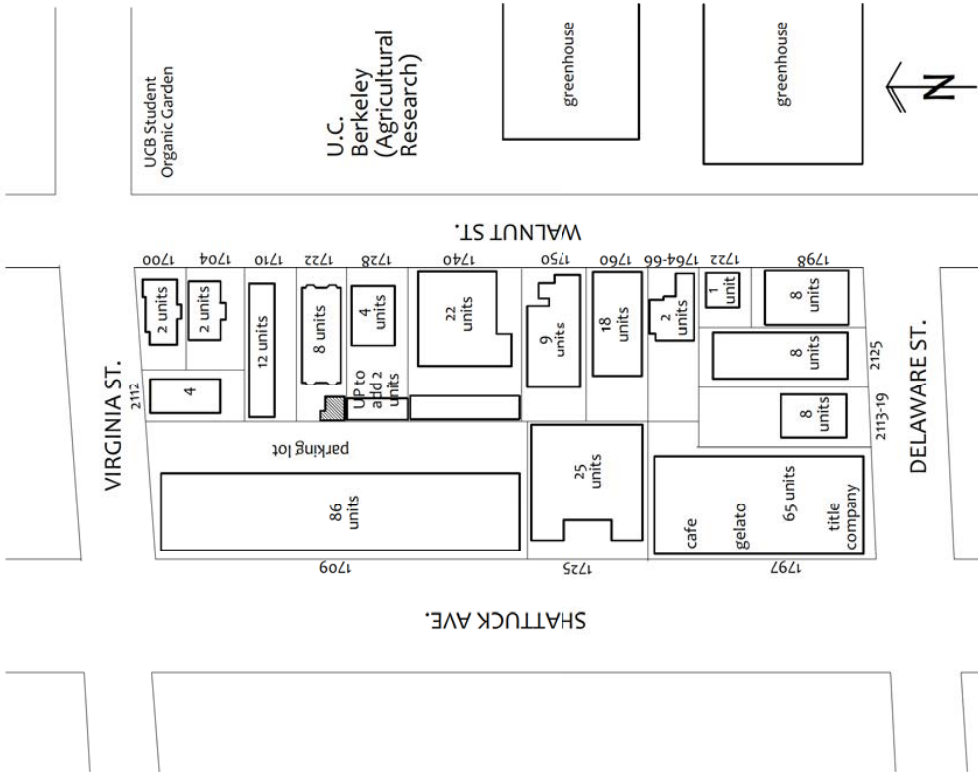 UCB Student
Organic Garden
U.C.
Berkeley
(Agricultural
Research)
greenhouse
greenhouse
N
WALNUT ST.
1700
1704
1710
1722
1728
1740
1750
1760
1764-66
1722
1798
2 units
2 units
12 units
8 units
4
units
22
units
9
units
18
units
2
units
1
unit
8
units
8
units
2125
VIRGINIA ST.
2112
4
UP to
add 2
units
8
units
2113-19
DELAWARE ST.
parking lot
86
units
25
units
cafe
gelato
65 units
title
company
1709
1725
1797
SHATTUCK AVE.